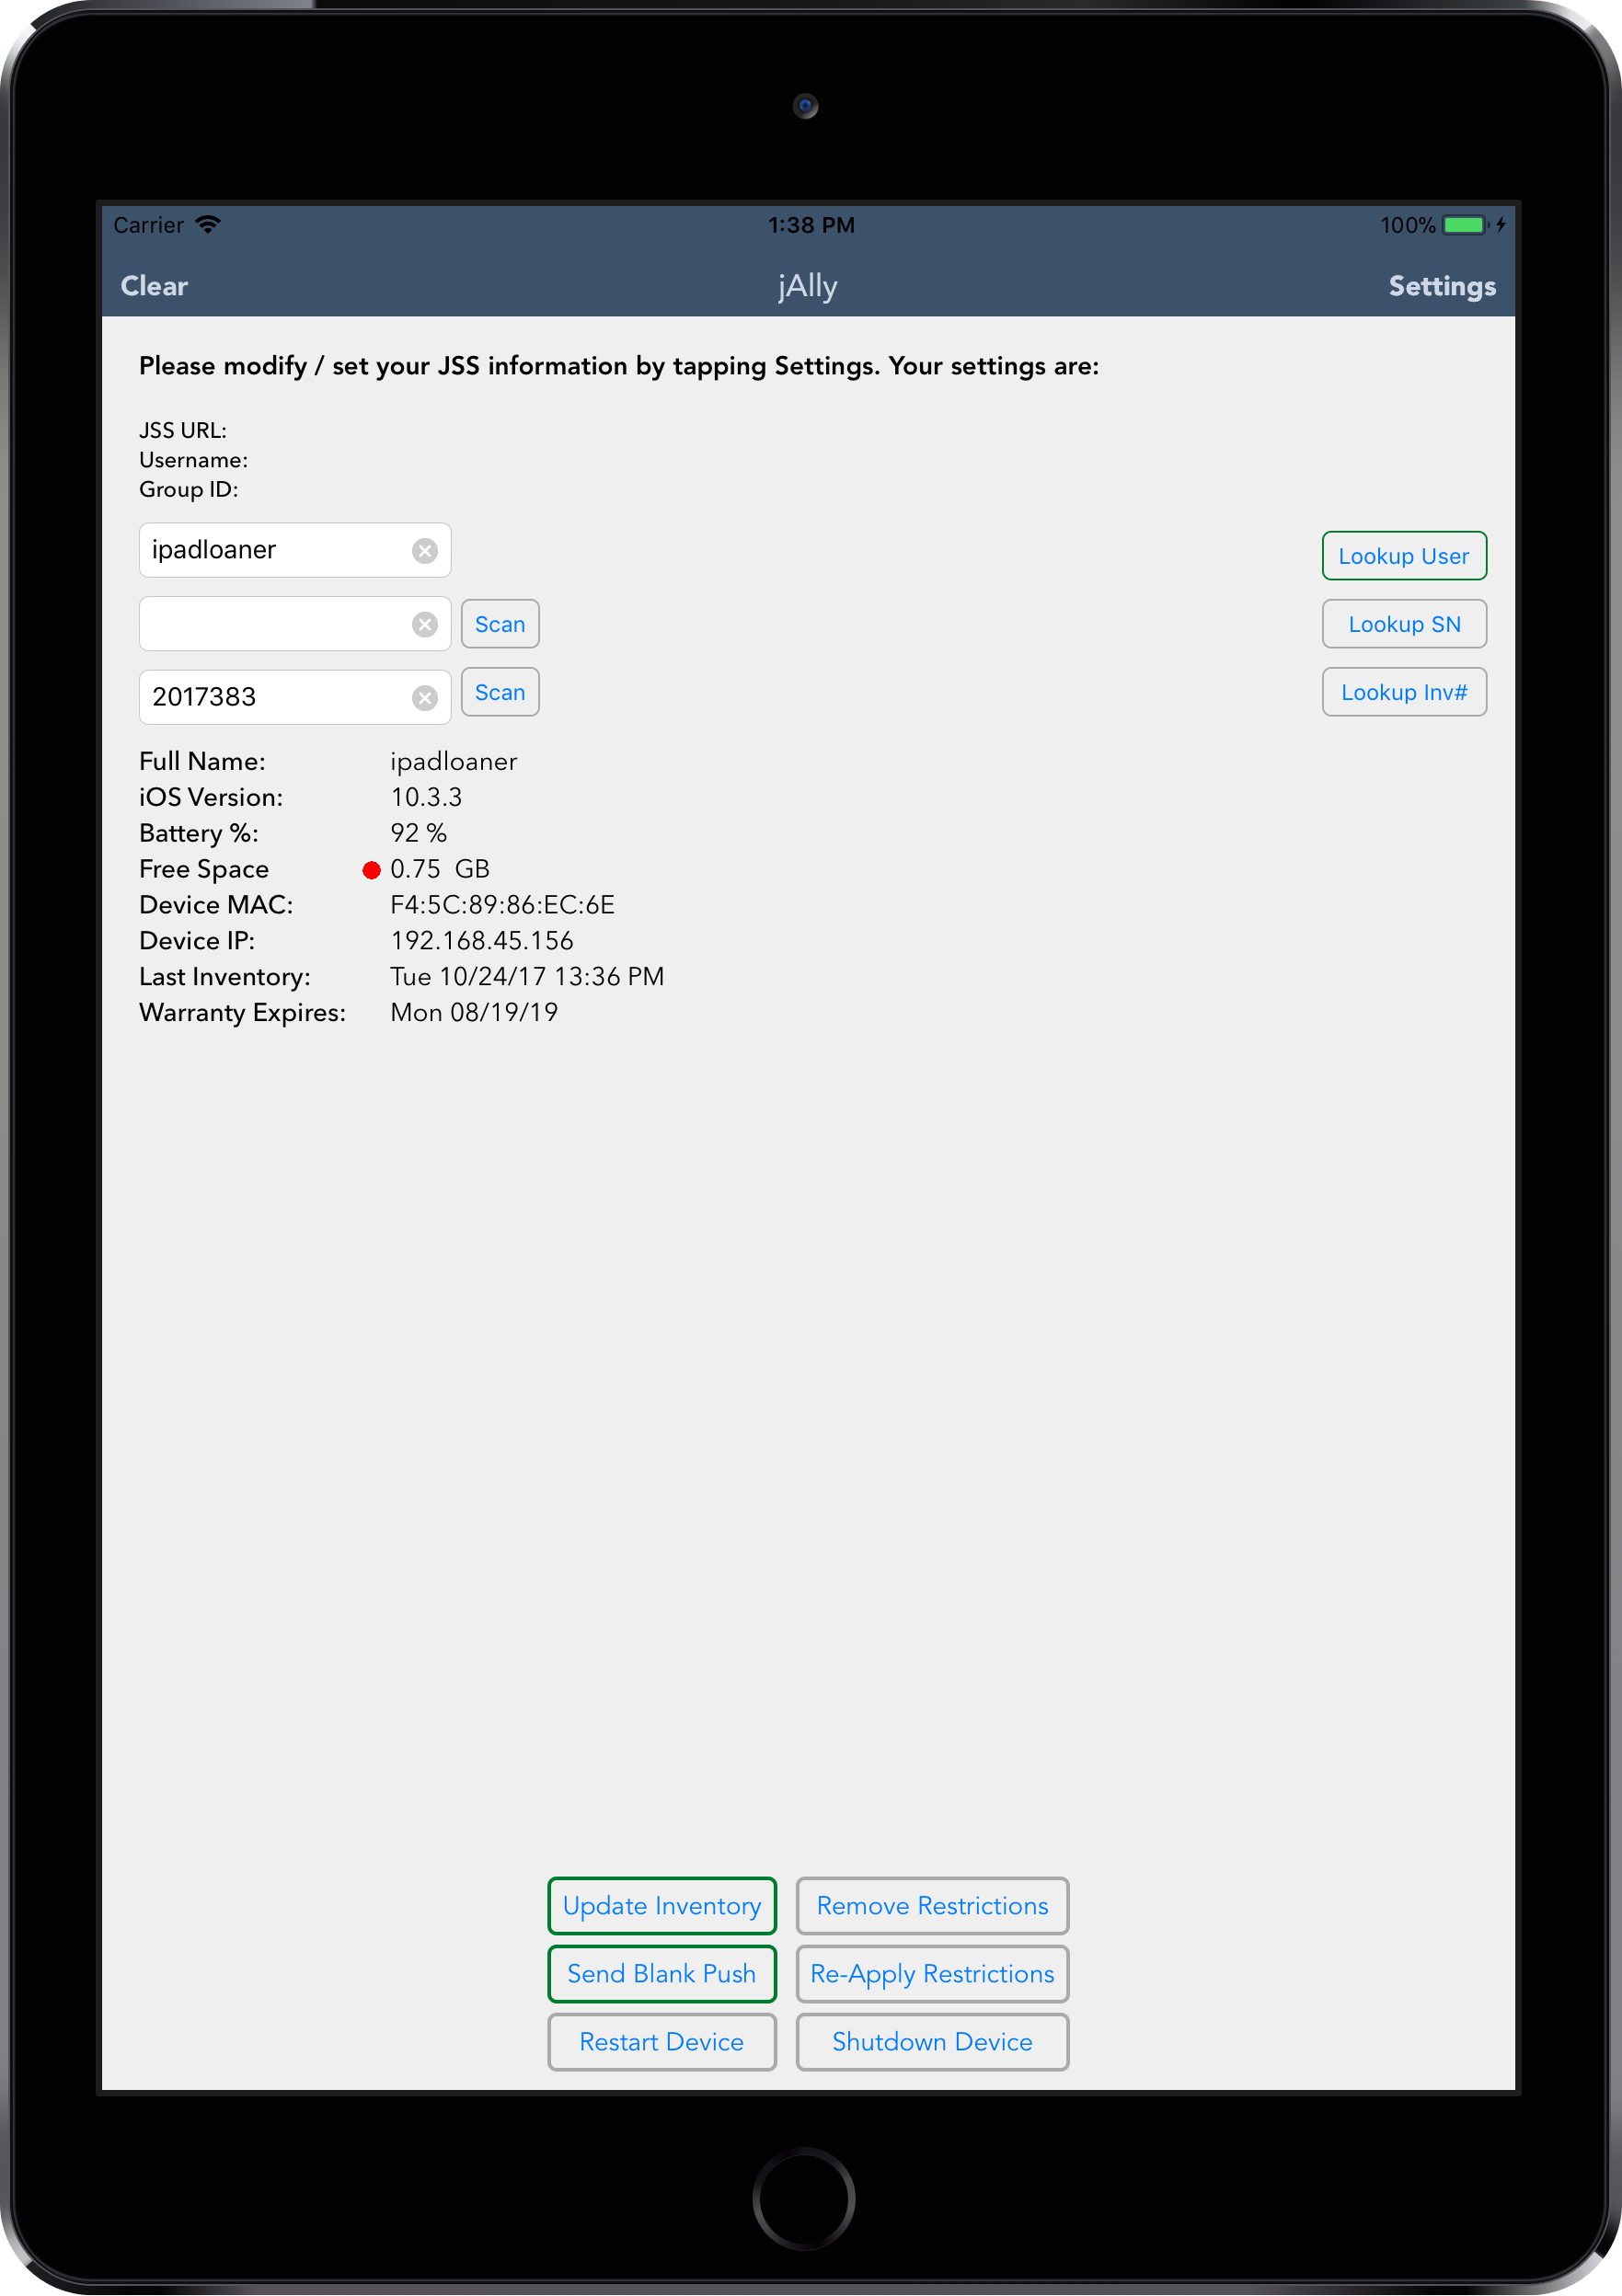 Carrier 1:38 PM 100%
Clear jAlly Settings
Please modify / set your JSS information by tapping Settings. Your settings are:
JSS URL:
Username:
Group ID:
ipadloaner Lookup User
Scan Lookup SN
2017383 Scan Lookup Inv#
Full Name: ipadloaner
iOS Version: 10.3.3
Battery %: 92 %
Free Space 0.75 GB
Device MAC: F4:5C:89:86:EC:6E
Device IP: 192.168.45.156
Last Inventory: Tue 10/24/17 13:36 PM
Warranty Expires: Mon 08/19/19
Update Inventory Remove Restrictions
Send Blank Push Re-Apply Restrictions
Restart Device Shutdown Device